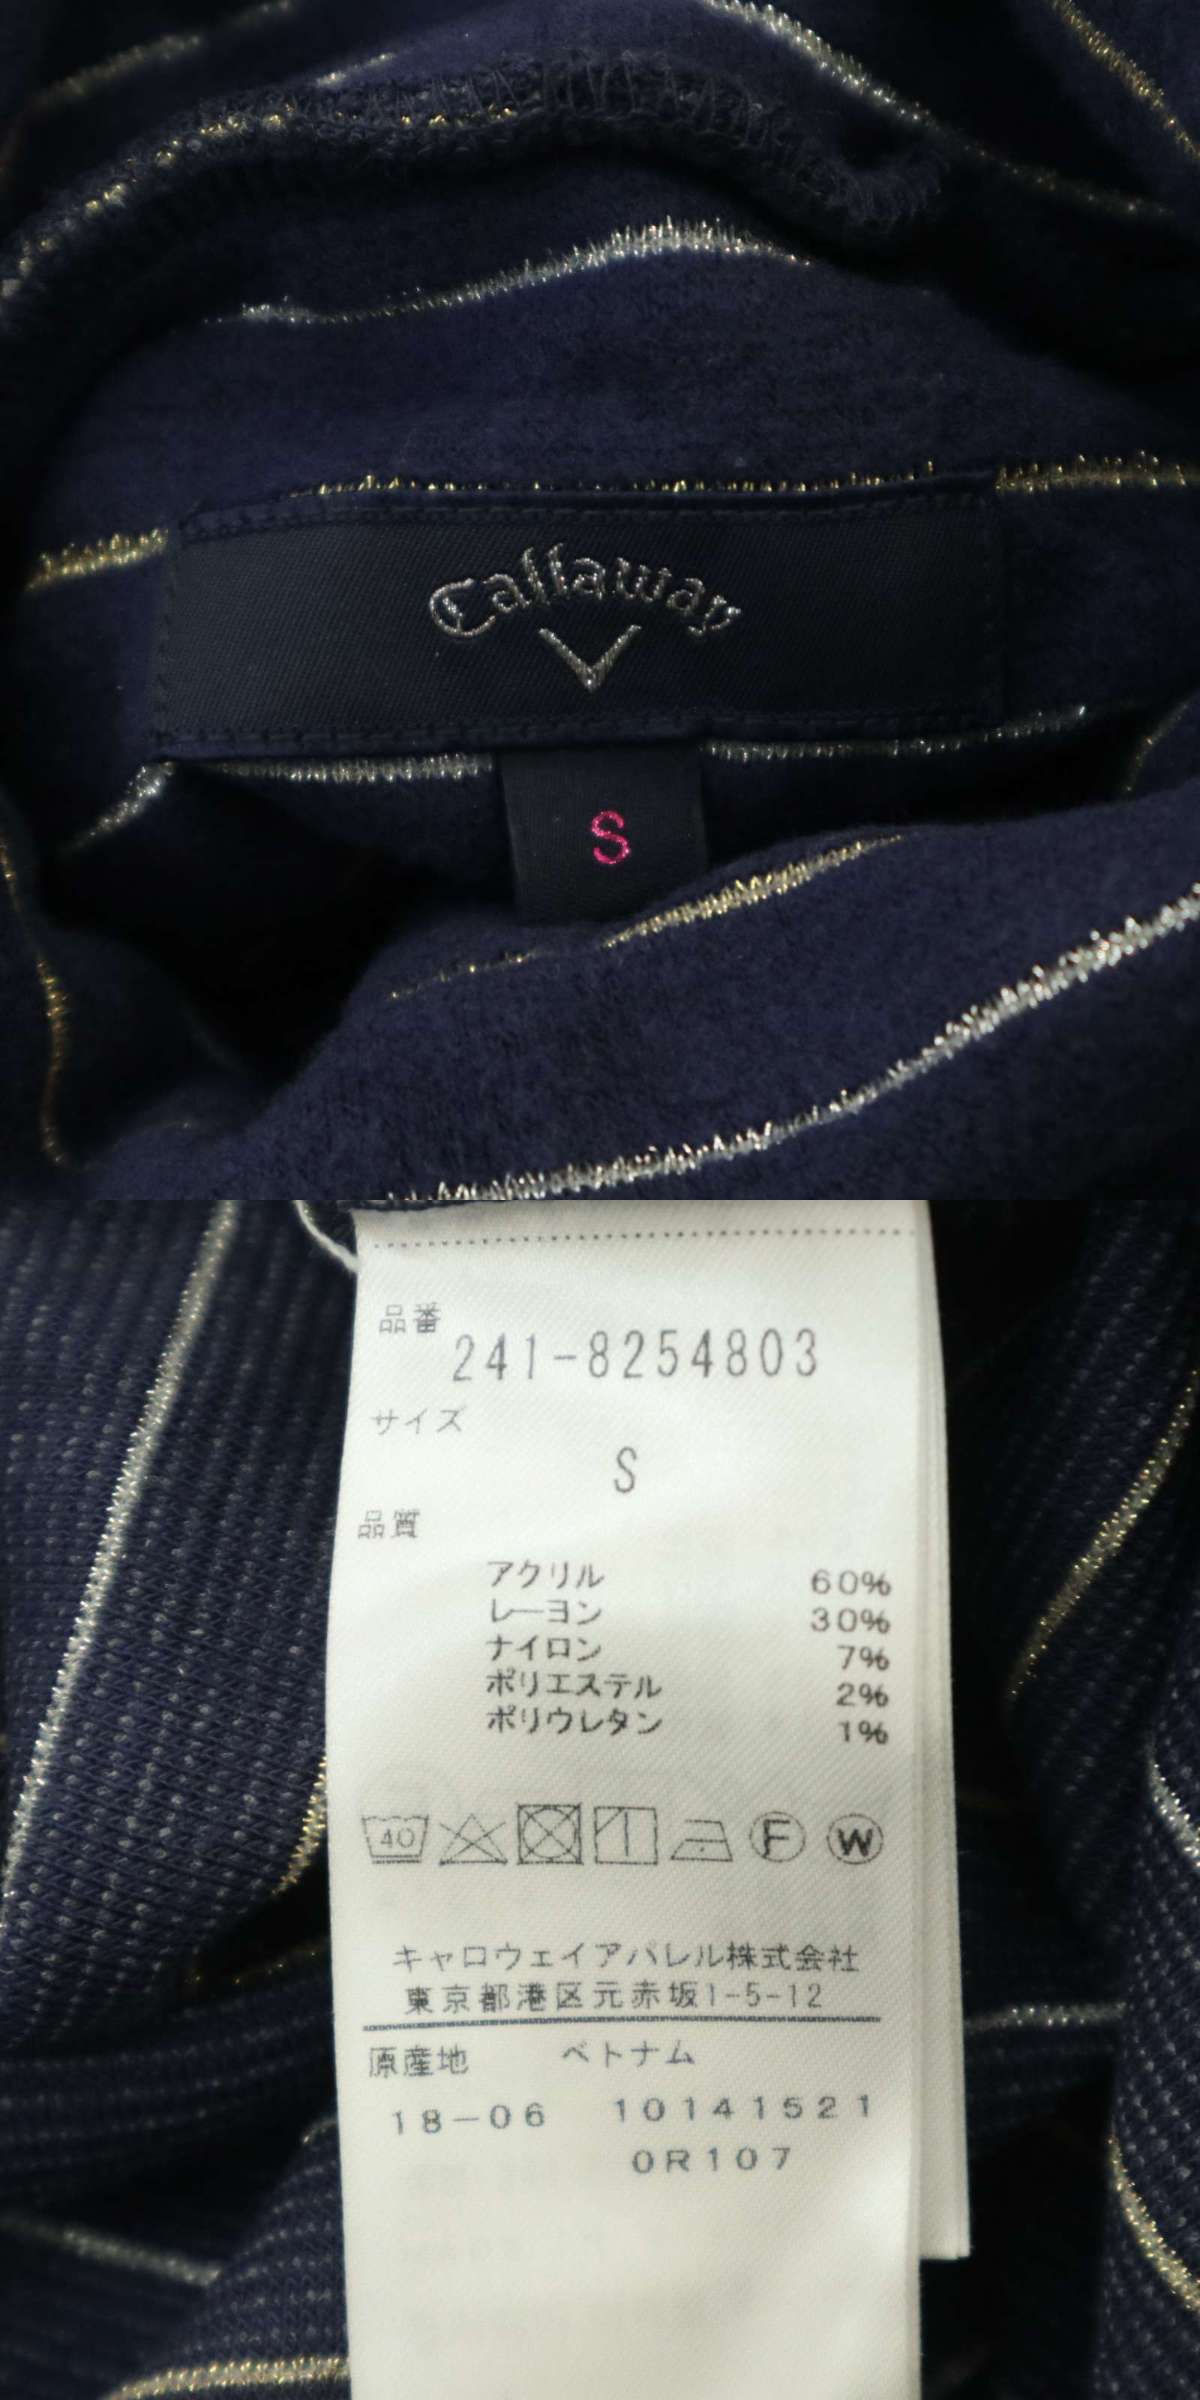 Callaway
S
品番
241-8254803
サイズ
S
品質
アクリル 60%
レーヨン 30%
ナイロン 7%
ポリエステル 2%
ポリウレタン 1%
40 F W
キャロウェイアパレル株式会社
東京都港区元赤坂1-5-12
原産地 ベトナム
18-06 10141521
0R107